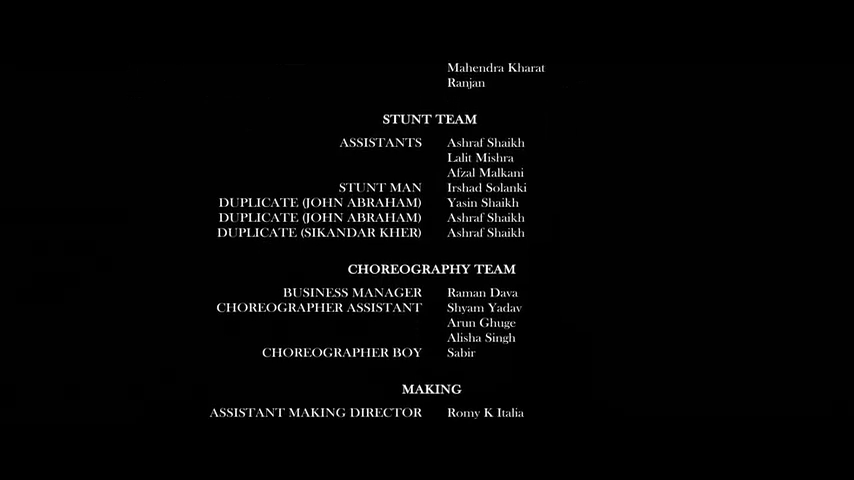 Mahendra Kharat
Ranjan
STUNT TEAM
ASSISTANTS Ashraf Shaikh
Lalit Mishra
Afzal Malkani
STUNT MAN Irshad Solanki
DUPLICATE (JOHN ABRAHAM) Yasin Shaikh
DUPLICATE (JOHN ABRAHAM) Ashraf Shaikh
DUPLICATE (SIKANDAR KHER) Ashraf Shaikh
CHOREOGRAPHY TEAM
BUSINESS MANAGER Raman Dava
CHOREOGRAPHER ASSISTANT Shyam Yadav
Arun Ghuge
Alisha Singh
CHOREOGRAPHER BOY Sabir
MAKING
ASSISTANT MAKING DIRECTOR Romy K Italia